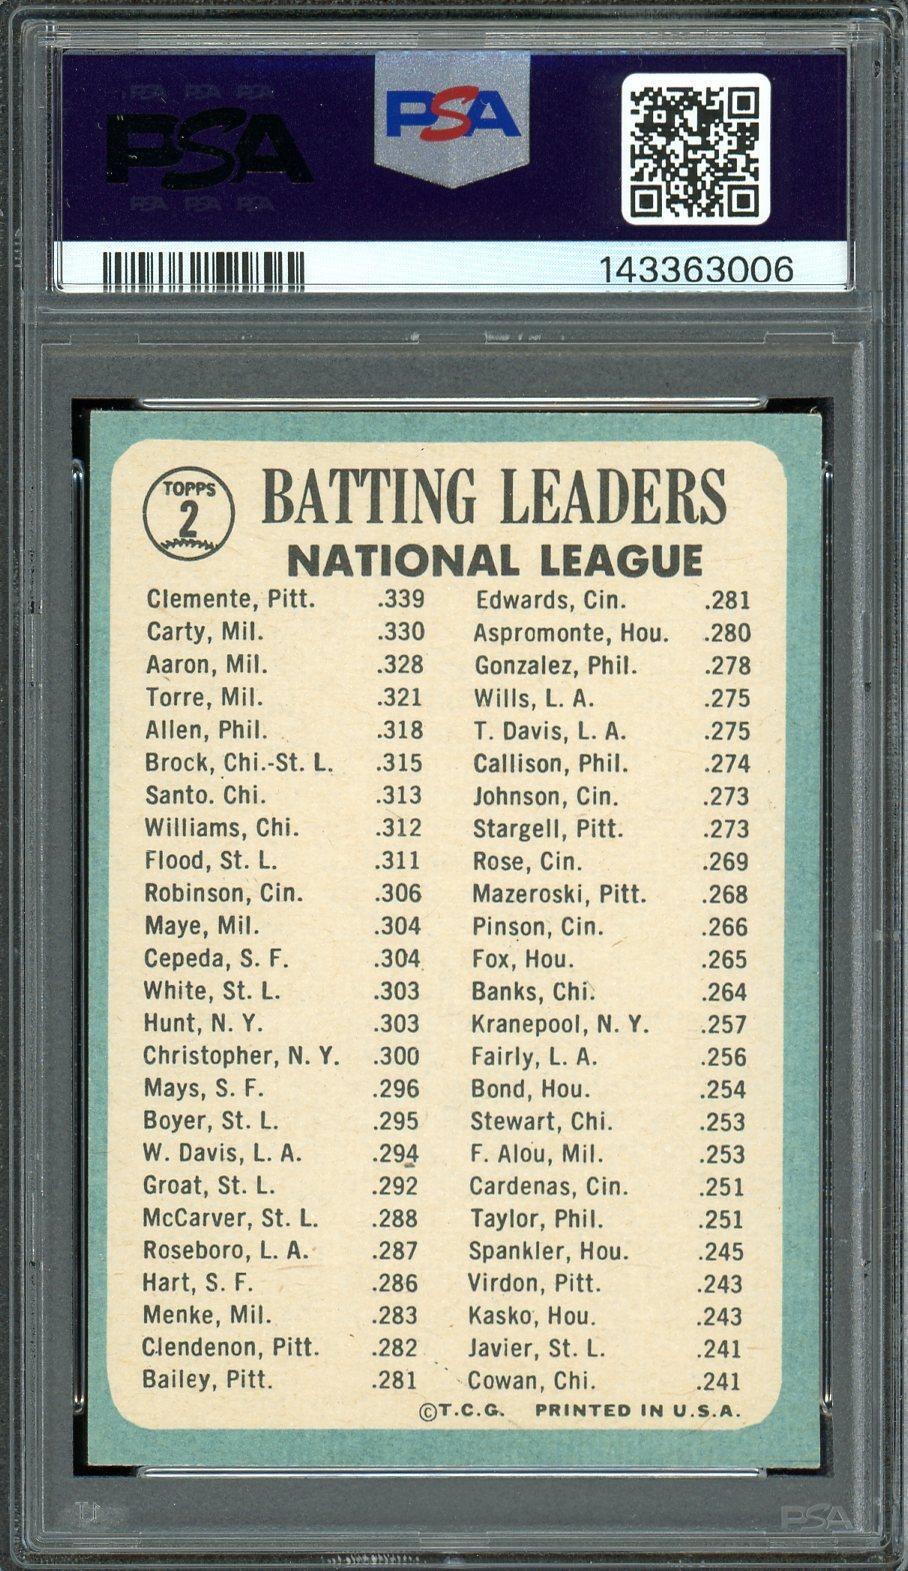 PSA PSA PSA
PSA
PSA PSA PSA
PSA
143363006
TOPPS
2
BATTING LEADERS
NATIONAL LEAGUE
Clemente, Pitt. .339
Carty, Mil. .330
Aaron, Mil. .328
Torre, Mil. .321
Allen, Phil. .318
Brock, Chi.-St. L. .315
Santo. Chi. .313
Williams, Chi. .312
Flood, St. L. .311
Robinson, Cin. .306
Maye, Mil. .304
Cepeda, S. F. .304
White, St. L. .303
Hunt, N. Y. .303
Christopher, N. Y. .300
Mays, S. F. .296
Boyer, St. L. .295
W. Davis, L. A. .294
Groat, St. L. .292
McCarver, St. L. .288
Roseboro, L. A. .287
Hart, S. F. .286
Menke, Mil. .283
Clendenon, Pitt. .282
Bailey, Pitt. .281
Edwards, Cin. .281
Aspromonte, Hou. .280
Gonzalez, Phil. .278
Wills, L. A. .275
T. Davis, L. A. .275
Callison, Phil. .274
Johnson, Cin. .273
Stargell, Pitt. .273
Rose, Cin. .269
Mazeroski, Pitt. .268
Pinson, Cin. .266
Fox, Hou. .265
Banks, Chi. .264
Kranepool, N. Y. .257
Fairly, L. A. .256
Bond, Hou. .254
Stewart, Chi. .253
F. Alou, Mil. .253
Cardenas, Cin. .251
Taylor, Phil. .251
Spankler, Hou. .245
Virdon, Pitt. .243
Kasko, Hou. .243
Javier, St. L. .241
Cowan, Chi. .241
©T.C.G. PRINTED IN U.S.A.
PSA